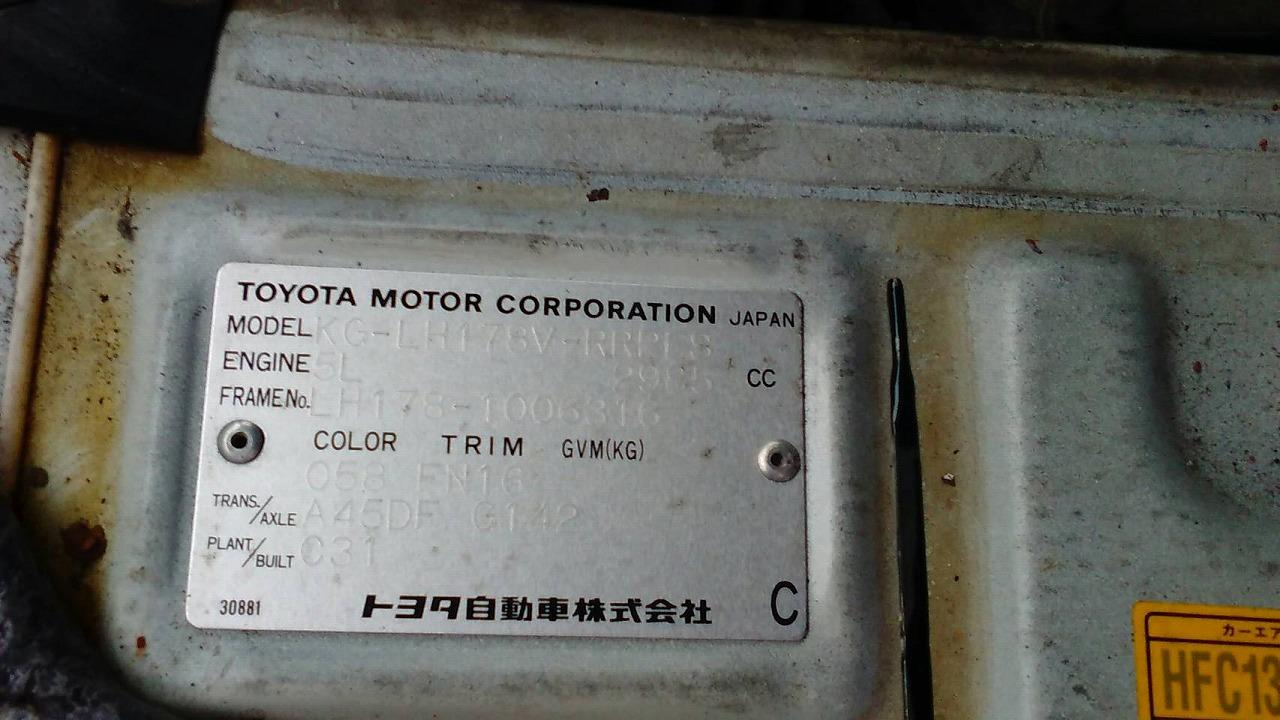 TOYOTA MOTOR CORPORATION JAPAN
MODEL KG-LH178V-RRPES
ENGINE 5L 2985 CC
FRAME No. LH178-1006316
COLOR TRIM GVM(KG)
058 FN16
TRANS./AXLE A45DF G142
PLANT/BUILT C31
30881 トヨタ自動車株式会社 C
カーエア
HFC13